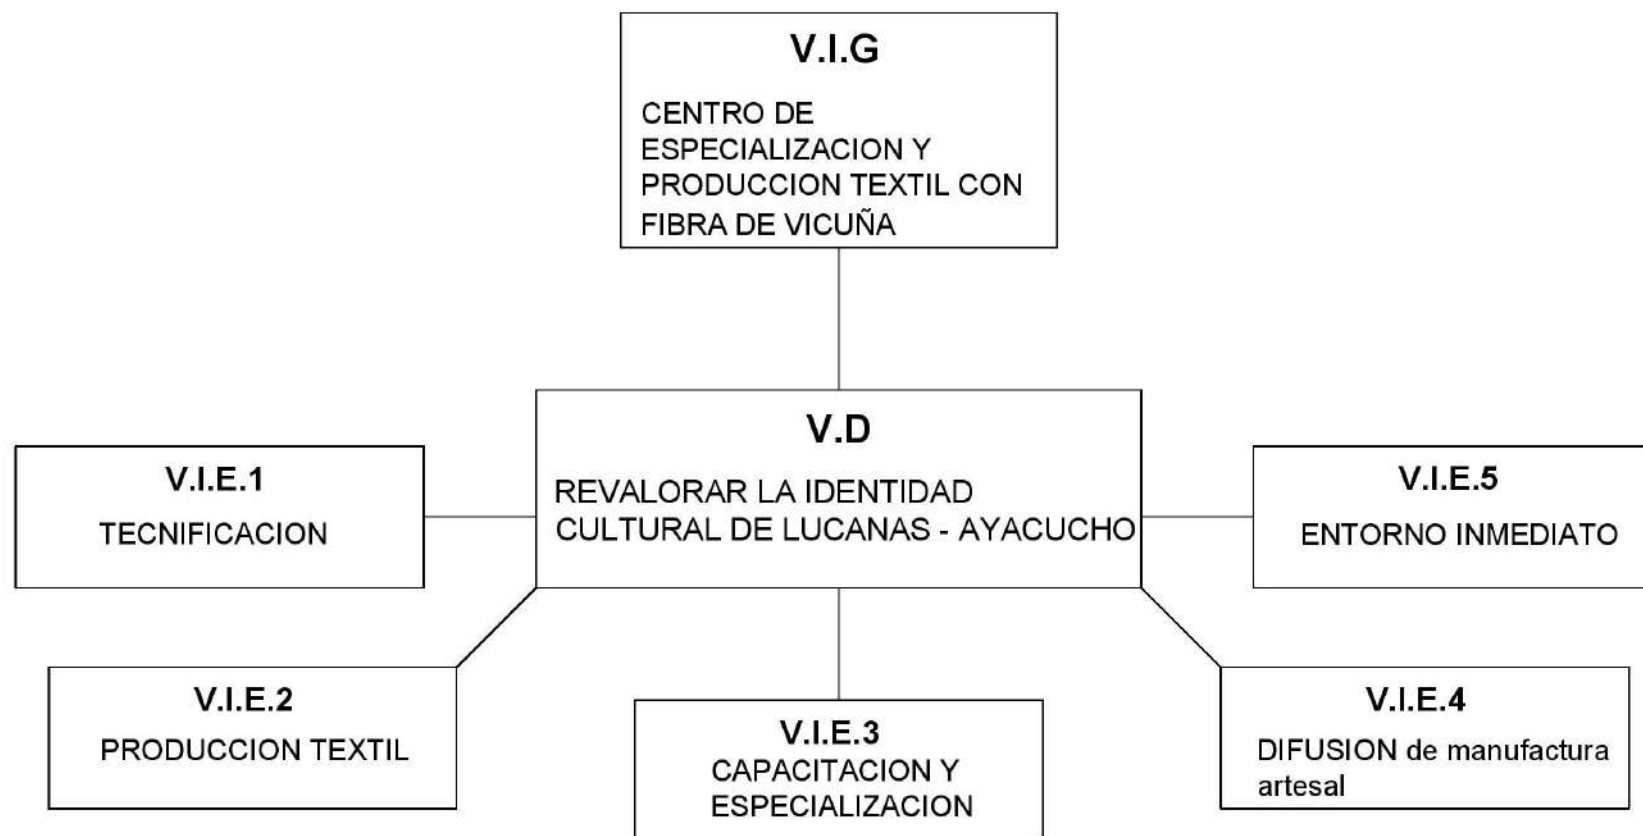 V.I.G
CENTRO DE
ESPECIALIZACION Y
PRODUCCION TEXTIL CON
FIBRA DE VICUÑA
V.D
REVALORAR LA IDENTIDAD
CULTURAL DE LUCANAS - AYACUCHO
V.I.E.1
TECNIFICACION
V.I.E.5
ENTORNO INMEDIATO
V.I.E.2
PRODUCCION TEXTIL
V.I.E.3
CAPACITACION Y
ESPECIALIZACION
V.I.E.4
DIFUSION de manufactura
artesal